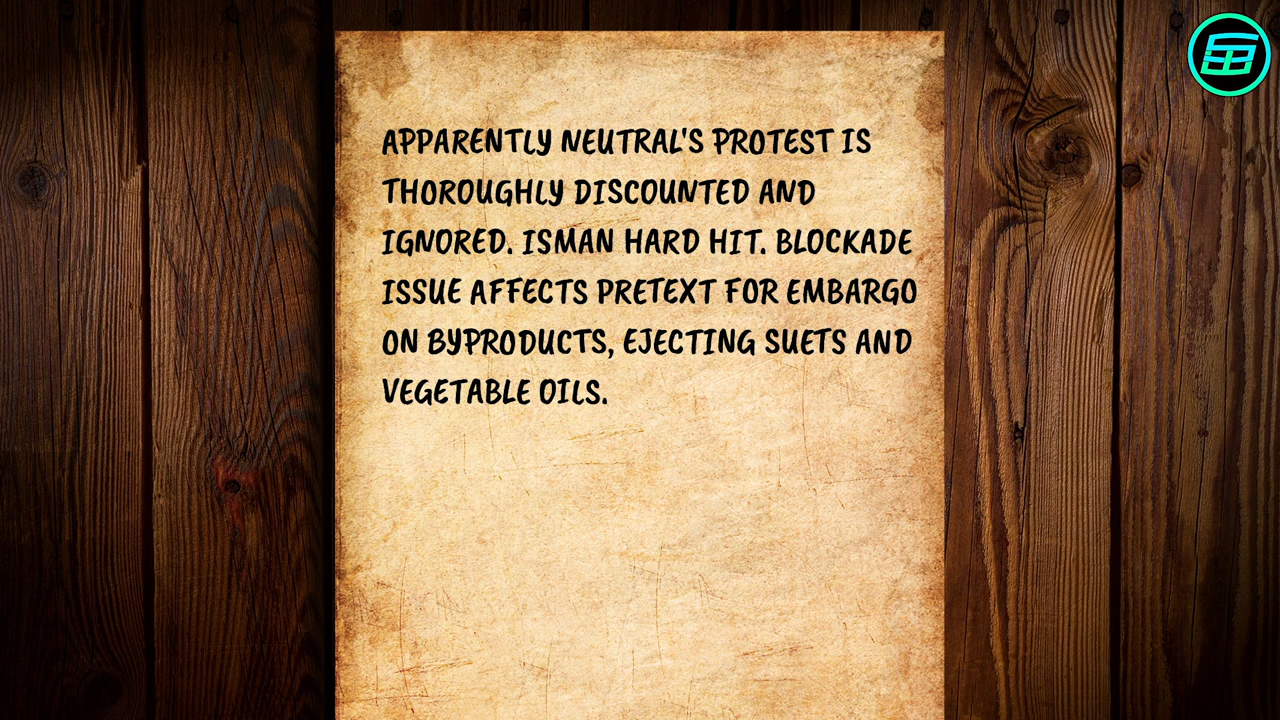 APPARENTLY NEUTRAL'S PROTEST IS
THOROUGHLY DISCOUNTED AND
IGNORED. ISMAN HARD HIT. BLOCKADE
ISSUE AFFECTS PRETEXT FOR EMBARGO
ON BYPRODUCTS, EJECTING SUETS AND
VEGETABLE OILS.